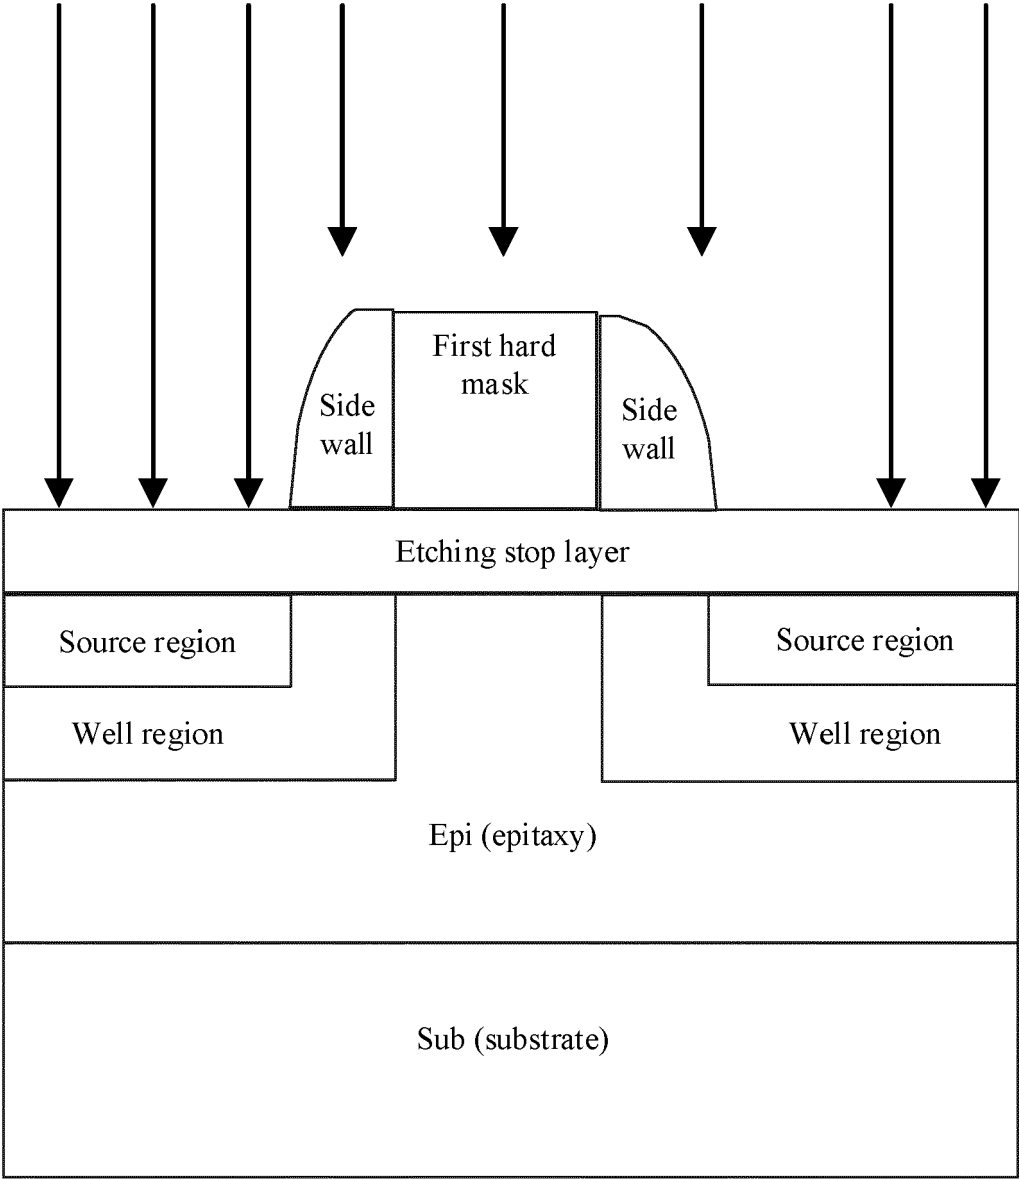 First hard
mask
Side
wall
Side
wall
Etching stop layer
Source region
Source region
Well region
Well region
Epi (epitaxy)
Sub (substrate)